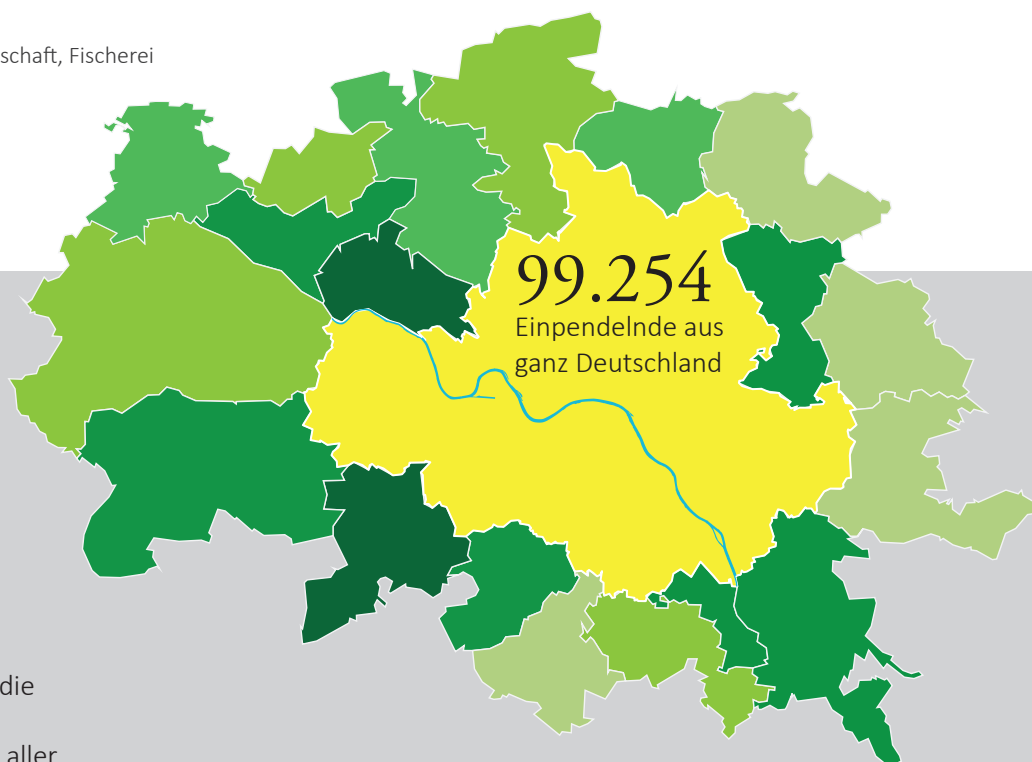 schaft, Fischerei
99.254
Einpendelnde aus
ganz Deutschland
die
aller